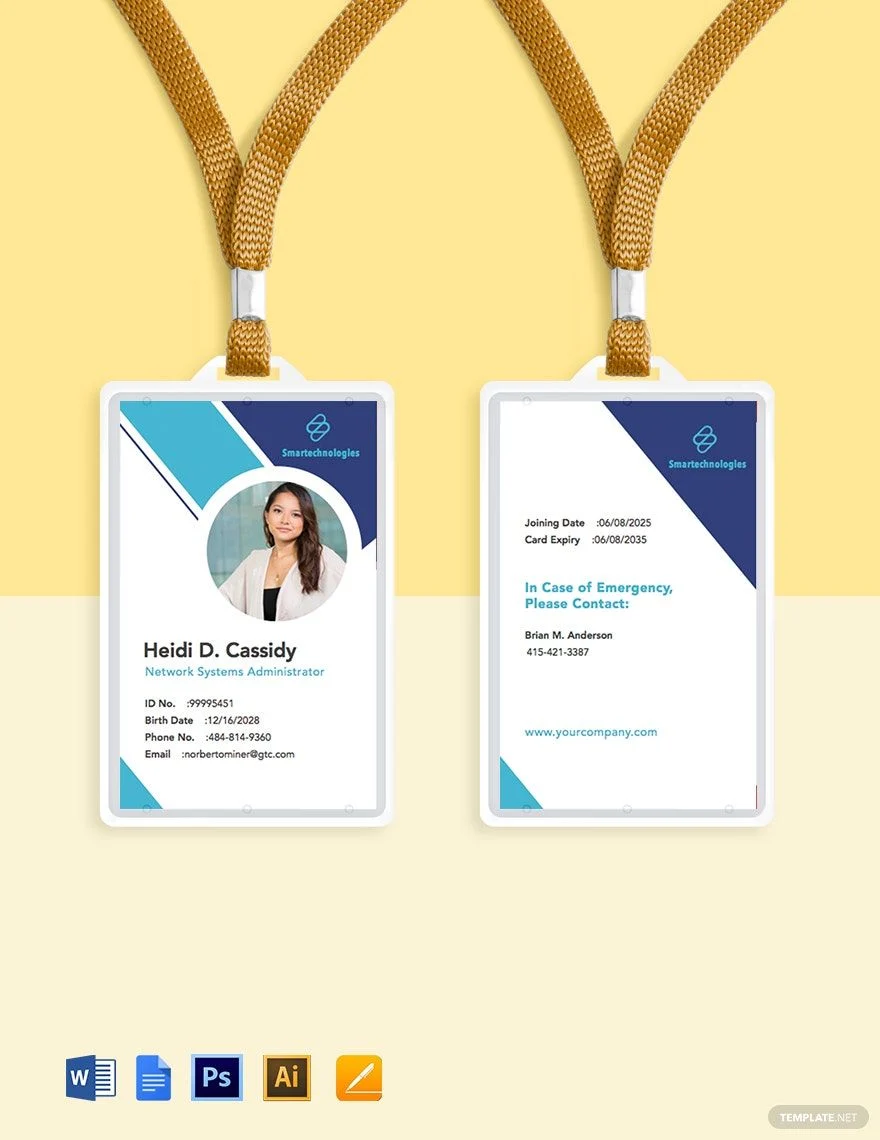 Smartechnologies
Heidi D. Cassidy
Network Systems Administrator
ID No. :99995451
Birth Date :12/16/2028
Phone No. :484-814-9360
Email :norbertominer@gtc.com
Smartechnologies
Joining Date :06/08/2025
Card Expiry :06/08/2035
In Case of Emergency,
Please Contact:
Brian M. Anderson
415-421-3387
www.yourcompany.com
W
Ps
Ai
TEMPLATE.NET